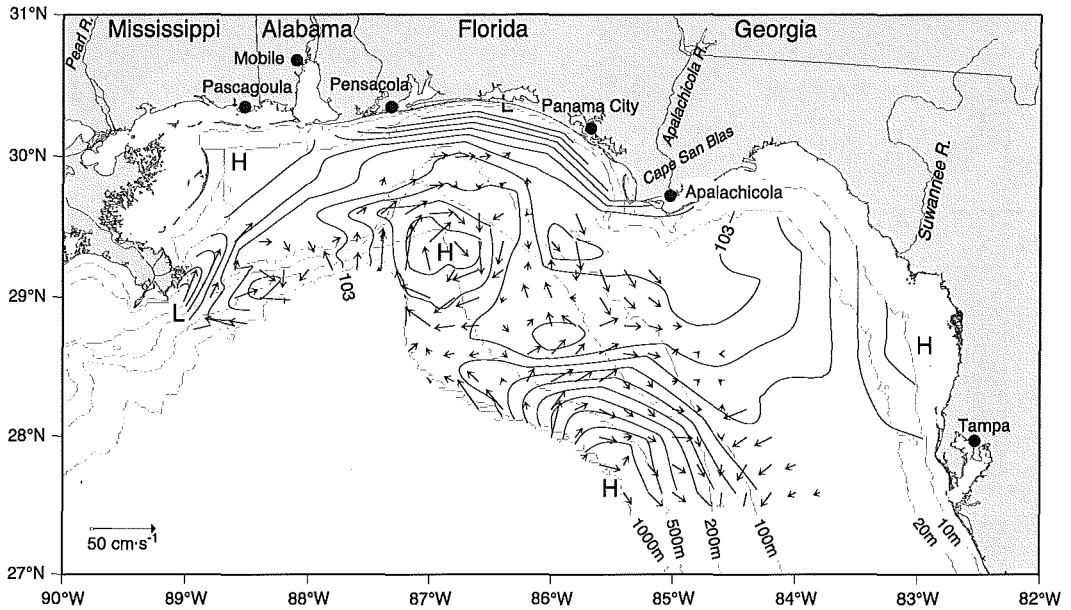 31°N
30°N
29°N
28°N
27°N
90°W
89°W
88°W
87°W
86°W
85°W
84°W
83°W
82°W
Mississippi
Alabama
Florida
Georgia
Pearl R.
Mobile
Pascagoula
Pensacola
Panama City
Apalachicola R.
Cape San Blas
Apalachicola
Suwannee R.
Tampa
L
H
H
L
H
H
103
103
1000m
500m
200m
100m
20m
10m
50 cm·s⁻¹